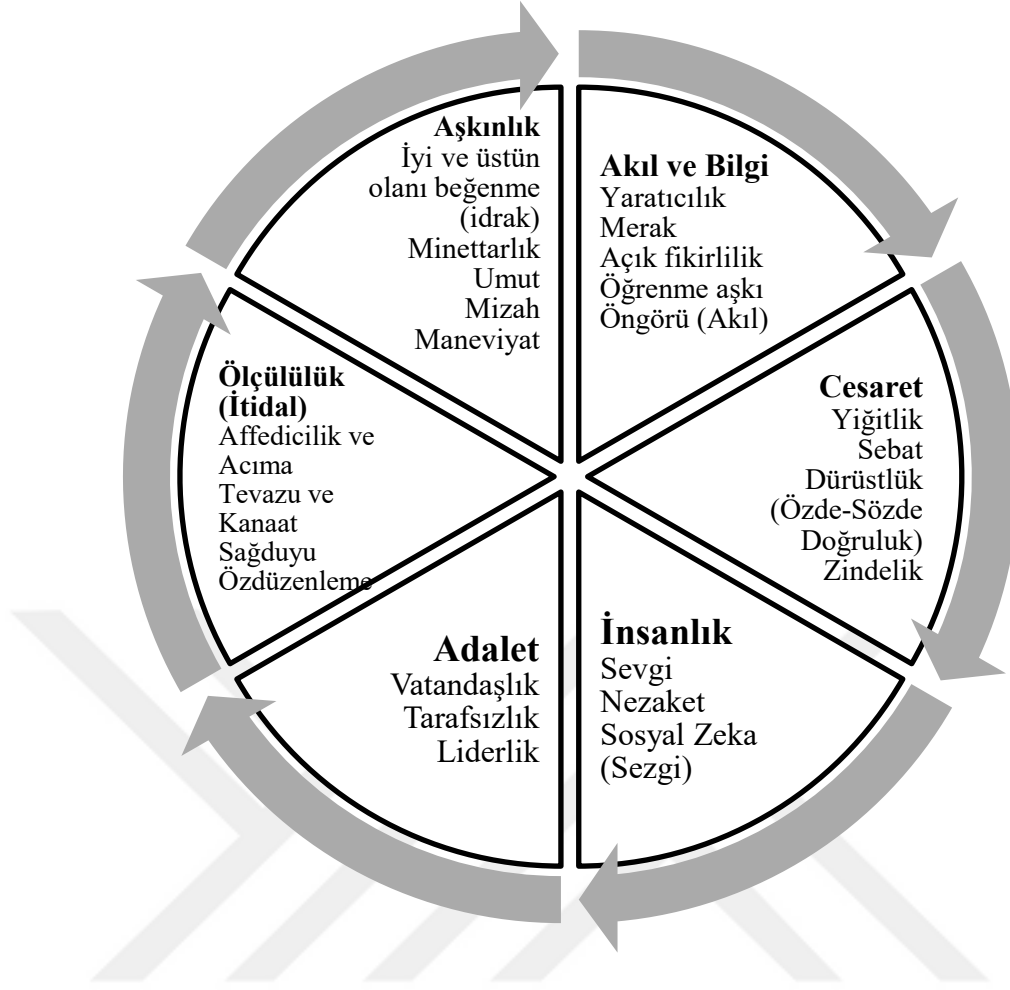 Aşkınlık
İyi ve üstün
olanı beğenme
(idrak)
Minettarlık
Umut
Mizah
Maneviyat
Akıl ve Bilgi
Yaratıcılık
Merak
Açık fikirlilik
Öğrenme aşkı
Öngörü (Akıl)
Cesaret
Yiğitlik
Sebat
Dürüstlük
(Özde-Sözde
Doğruluk)
Zindelik
İnsanlık
Sevgi
Nezaket
Sosyal Zeka
(Sezgi)
Adalet
Vatandaşlık
Tarafsızlık
Liderlik
Ölçülülük
(İtidal)
Affedicilik ve
Acıma
Tevazu ve
Kanaat
Sağduyu
Özdüzenleme